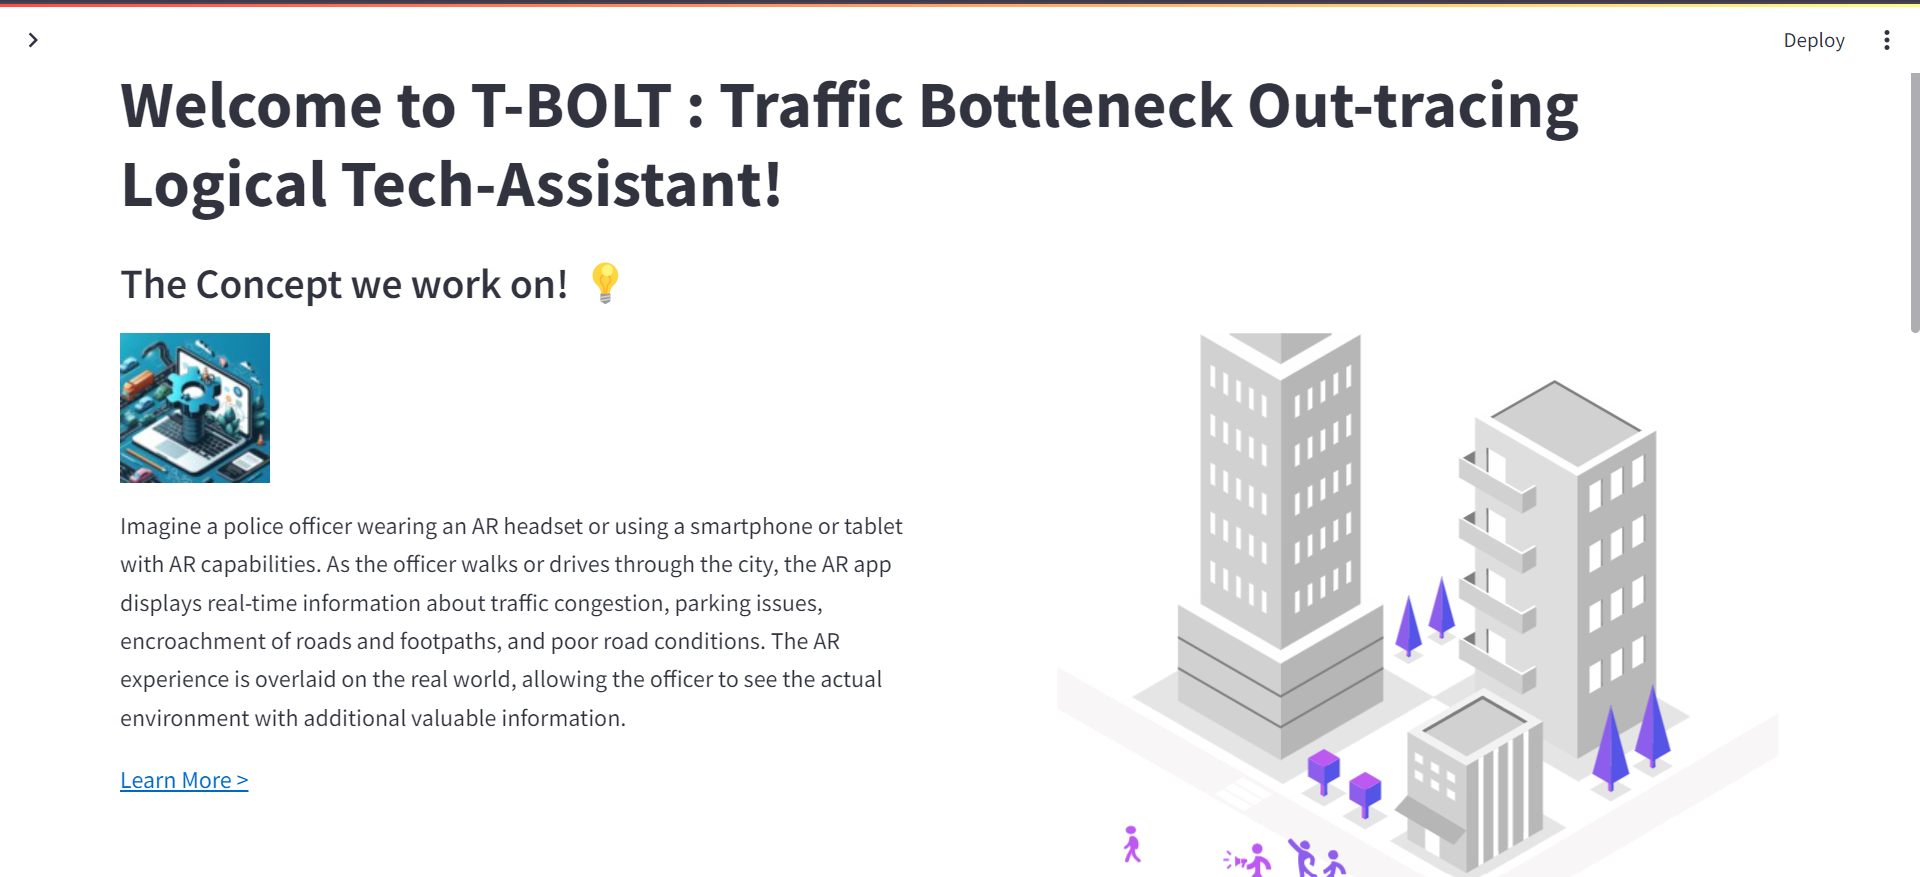 Deploy
Welcome to T-BOLT : Traffic Bottleneck Out-tracing
Logical Tech-Assistant!
The Concept we work on! 💡
Imagine a police officer wearing an AR headset or using a smartphone or tablet
with AR capabilities. As the officer walks or drives through the city, the AR app
displays real-time information about traffic congestion, parking issues,
encroachment of roads and footpaths, and poor road conditions. The AR
experience is overlaid on the real world, allowing the officer to see the actual
environment with additional valuable information.
Learn More >